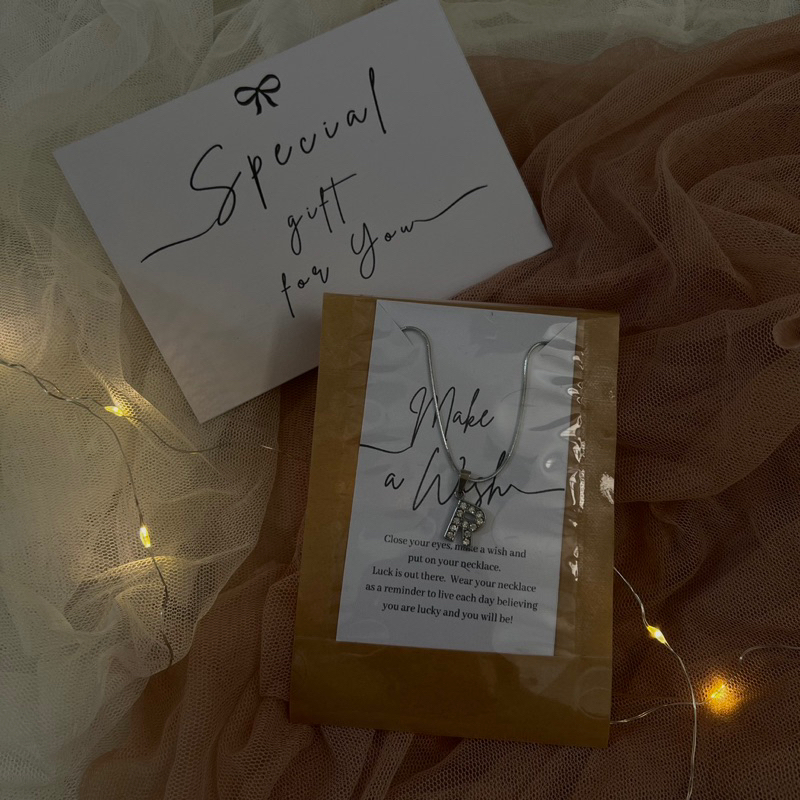 Special
gift
for You
Make
a Wish
R
Close your eyes, make a wish and
put on your necklace.
Luck is out there. Wear your necklace
as a reminder to live each day believing
you are lucky and you will be!